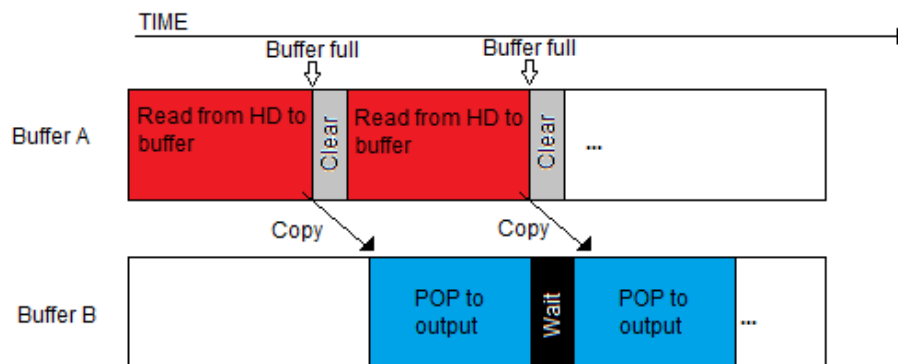 TIME
Buffer full
Buffer full
Buffer A
Read from HD to
buffer
Clear
Read from HD to
buffer
Clear
...
Copy
Copy
Buffer B
POP to
output
Wait
POP to
output
...